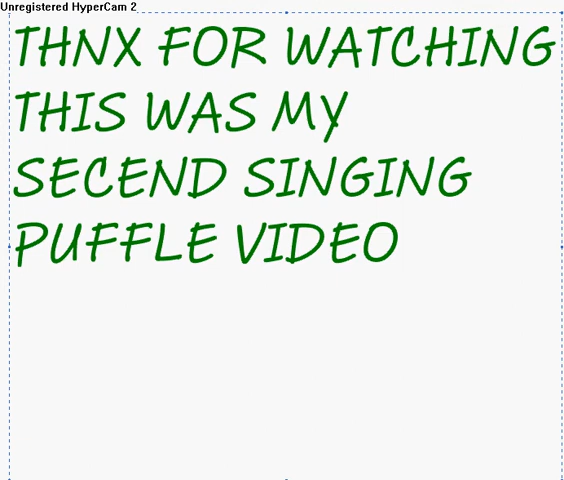 Unregistered HyperCam 2
THNX FOR WATCHING
THIS WAS MY
SECEND SINGING
PUFFLE VIDEO